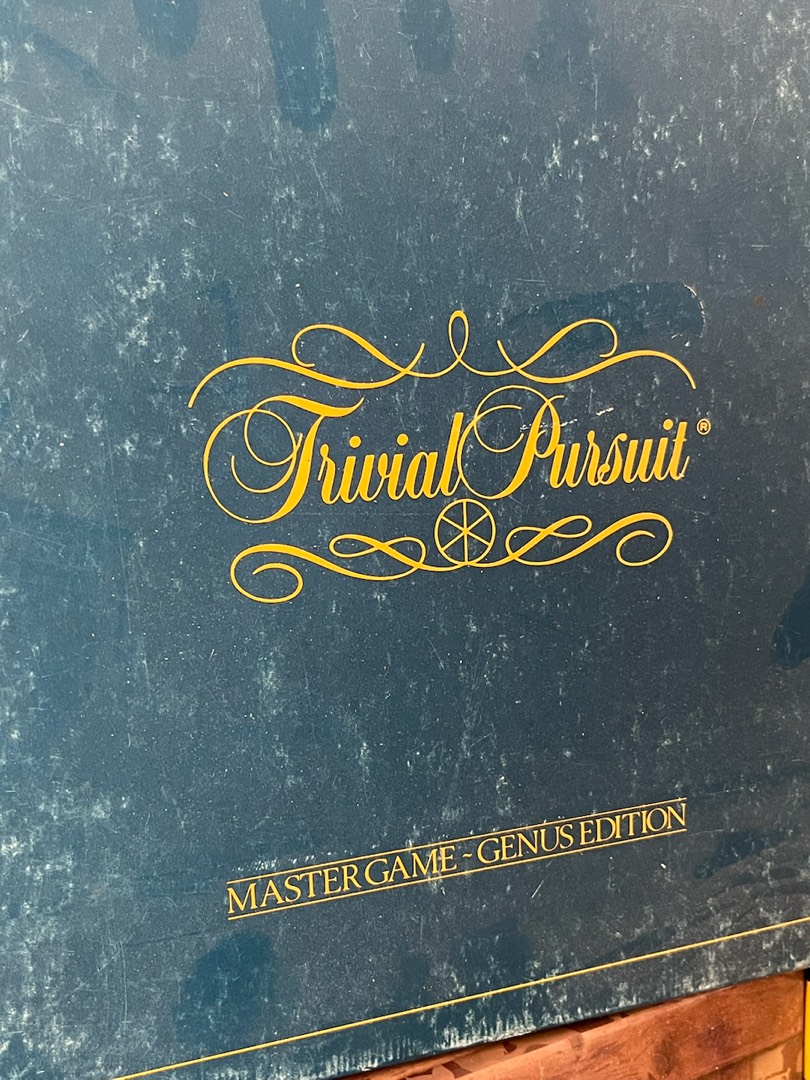 Trivial Pursuit®
MASTER GAME ~ GENUS EDITION